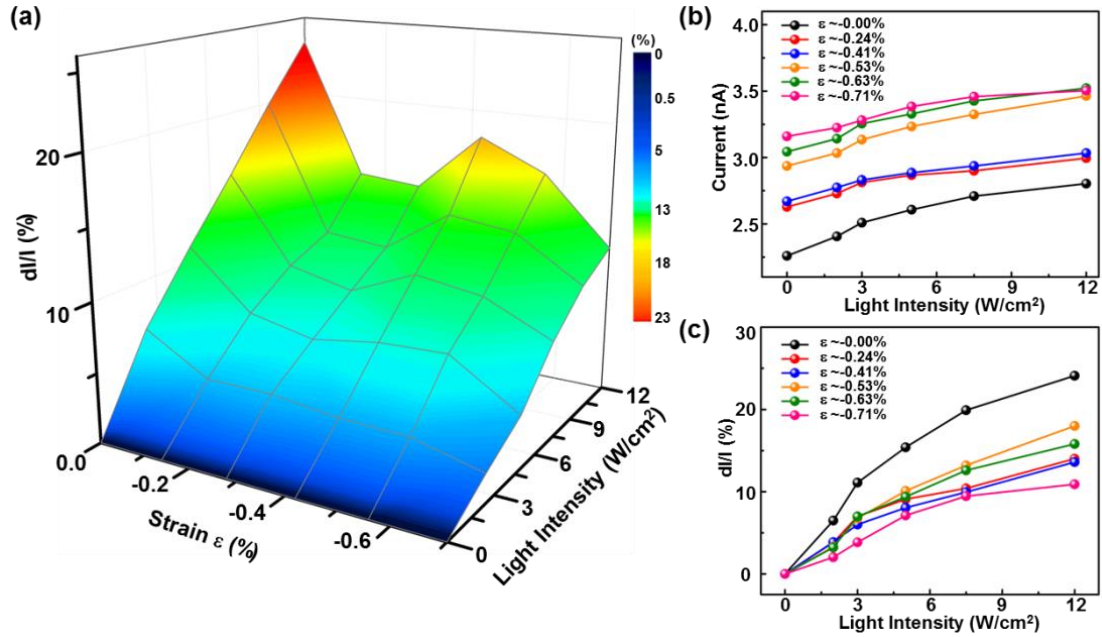 (a)
dI/I (%)
20
10
0.0
-0.2
-0.4
-0.6
Strain ε (%)
0
3
6
9
12
Light Intensity (W/cm²)
(%)
0
0.5
5
13
18
23
(b)
4.0
3.5
3.0
2.5
Current (nA)
ε ~-0.00%
ε ~-0.24%
ε ~-0.41%
ε ~-0.53%
ε ~-0.63%
ε ~-0.71%
0 3 6 9 12
Light Intensity (W/cm²)
(c)
30
20
10
0
dI/I (%)
ε ~-0.00%
ε ~-0.24%
ε ~-0.41%
ε ~-0.53%
ε ~-0.63%
ε ~-0.71%
0 3 6 9 12
Light Intensity (W/cm²)